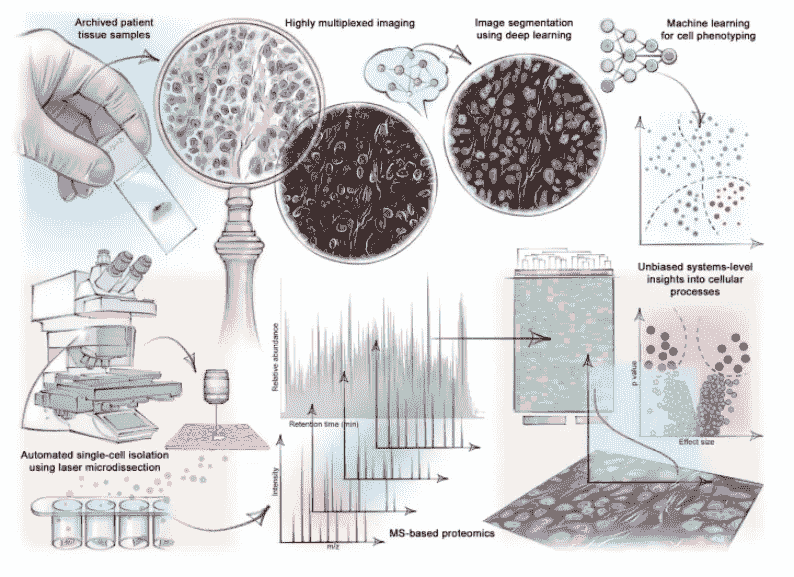 Archived patient
tissue samples
Highly multiplexed imaging
Image segmentation
using deep learning
Machine learning
for cell phenotyping
Unbiased systems-level
insights into cellular
processes
Relative abundance
Retention time (min)
p value
Effect size
Automated single-cell isolation
using laser microdissection
Intensity
m/z
MS-based proteomics